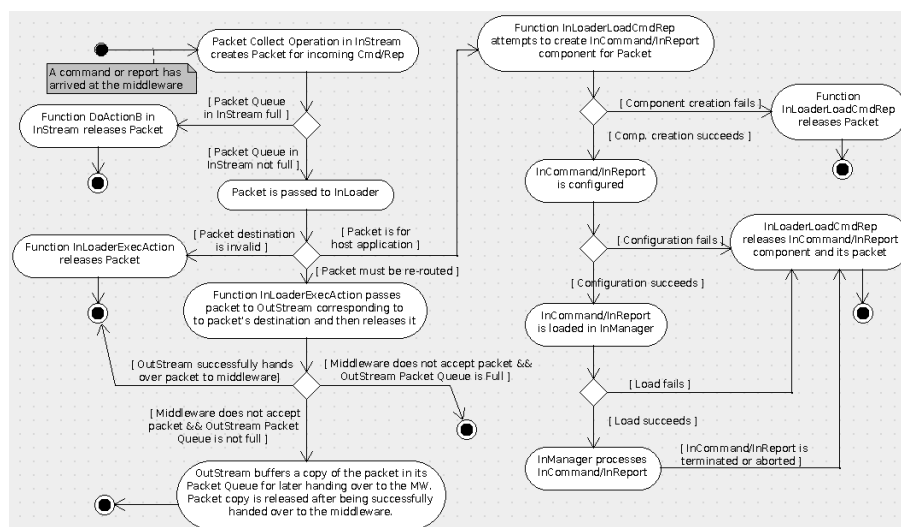 Packet Collect Operation in InStream
creates Packet for incoming Cmd/Rep
A command or report has
arrived at the middleware
[ Packet Queue
in InStream full ]
Function DoActionB in
InStream releases Packet
[ Packet Queue in
InStream not full ]
Packet is passed to InLoader
[ Packet destination
is invalid ]
[ Packet is for
host application ]
Function InLoaderExecAction
releases Packet
[ Packet must be re-routed ]
Function InLoaderExecAction passes
packet to OutStream corresponding to
to packet's destination and then releases it
[ OutStream successfully hands
over packet to middleware]
[ Middleware does not accept packet &&
OutStream Packet Queue is Full ]
[ Middleware does not accept
packet && OutStream Packet
Queue is not full ]
OutStream buffers a copy of the packet in its
Packet Queue for later handing over to the MW.
Packet copy is released after being successfully
handed over to the middleware.
Function InLoaderLoadCmdRep
attempts to create InCommand/InReport
component for Packet
[ Component creation fails ]
Function
InLoaderLoadCmdRep
releases Packet
[ Comp. creation succeeds ]
InCommand/InReport
is configured
[ Configuration fails ]
InLoaderLoadCmdRep
releases InCommand/InReport
component and its packet
[ Configuration succeeds ]
InCommand/InReport
is loaded in InManager
[ Load fails ]
[ Load succeeds ]
InManager processes
InCommand/InReport
[ InCommand/InReport is
terminated or aborted ]